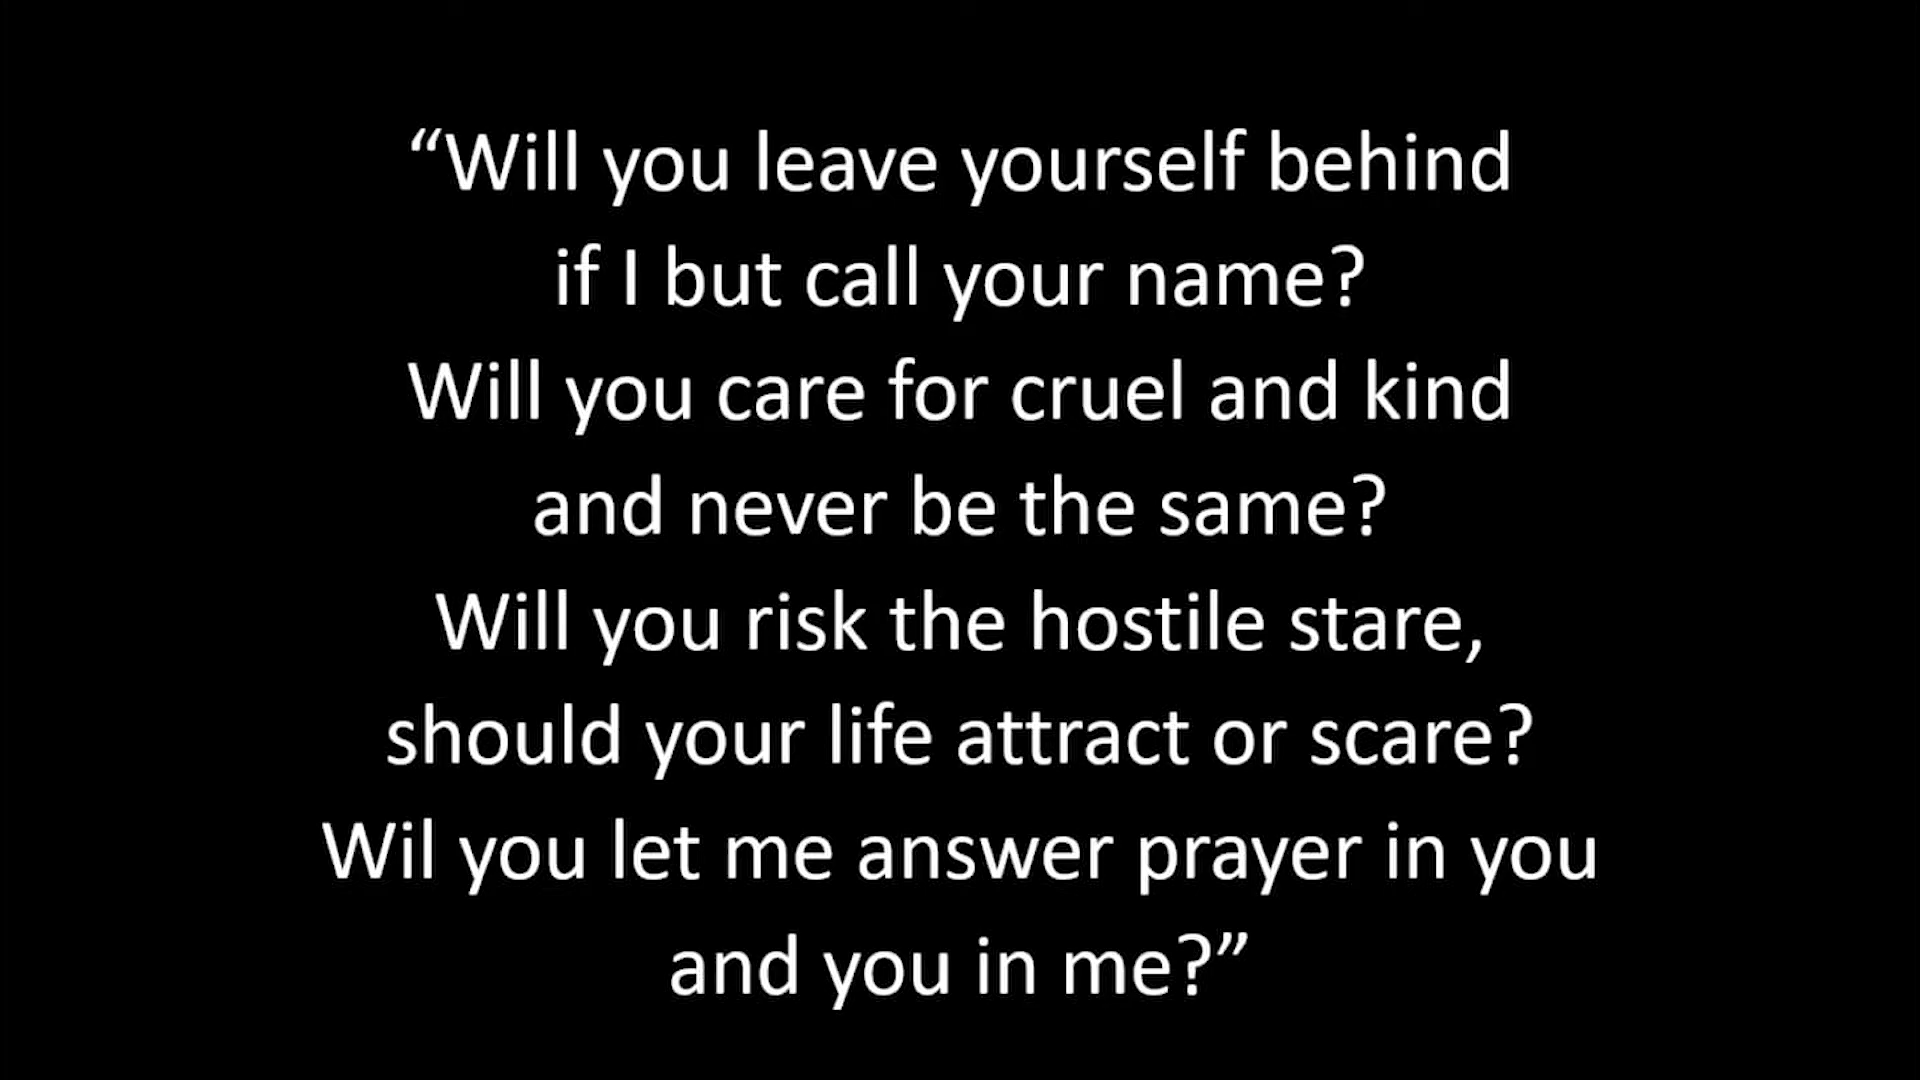 “Will you leave yourself behind
if I but call your name?
Will you care for cruel and kind
and never be the same?
Will you risk the hostile stare,
should your life attract or scare?
Wil you let me answer prayer in you
and you in me?”